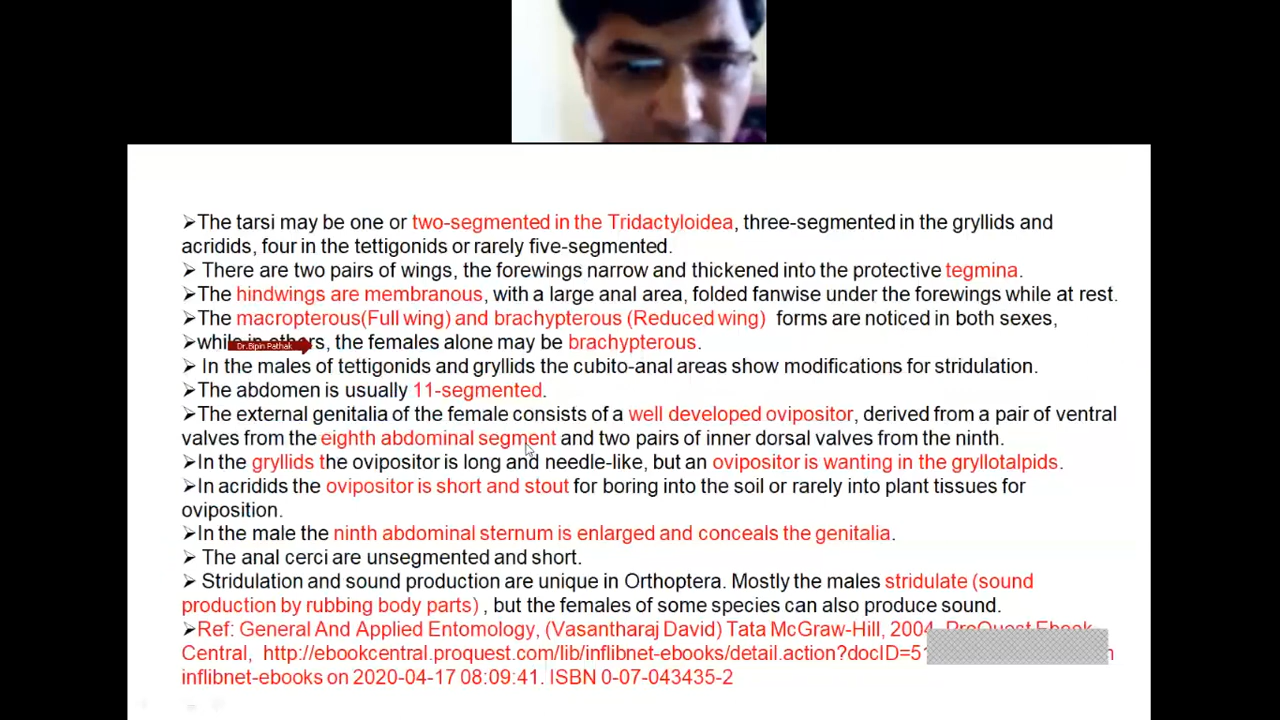 ➢The tarsi may be one or two-segmented in the Tridactyloidea, three-segmented in the gryllids and
acridids, four in the tettigonids or rarely five-segmented.
➢ There are two pairs of wings, the forewings narrow and thickened into the protective tegmina.
➢The hindwings are membranous, with a large anal area, folded fanwise under the forewings while at rest.
➢The macropterous(Full wing) and brachypterous (Reduced wing) forms are noticed in both sexes,
➢while in others, the females alone may be brachypterous.
Dr.Bipin Pathak
➢ In the males of tettigonids and gryllids the cubito-anal areas show modifications for stridulation.
➢The abdomen is usually 11-segmented.
➢The external genitalia of the female consists of a well developed ovipositor, derived from a pair of ventral
valves from the eighth abdominal segment and two pairs of inner dorsal valves from the ninth.
➢In the gryllids the ovipositor is long and needle-like, but an ovipositor is wanting in the gryllotalpids.
➢In acridids the ovipositor is short and stout for boring into the soil or rarely into plant tissues for
oviposition.
➢In the male the ninth abdominal sternum is enlarged and conceals the genitalia.
➢ The anal cerci are unsegmented and short.
➢ Stridulation and sound production are unique in Orthoptera. Mostly the males stridulate (sound
production by rubbing body parts) , but the females of some species can also produce sound.
➢Ref: General And Applied Entomology, (Vasantharaj David) Tata McGraw-Hill, 2004. ProQuest Ebook
Central, http://ebookcentral.proquest.com/lib/inflibnet-ebooks/detail.action?docID=5
inflibnet-ebooks on 2020-04-17 08:09:41. ISBN 0-07-043435-2